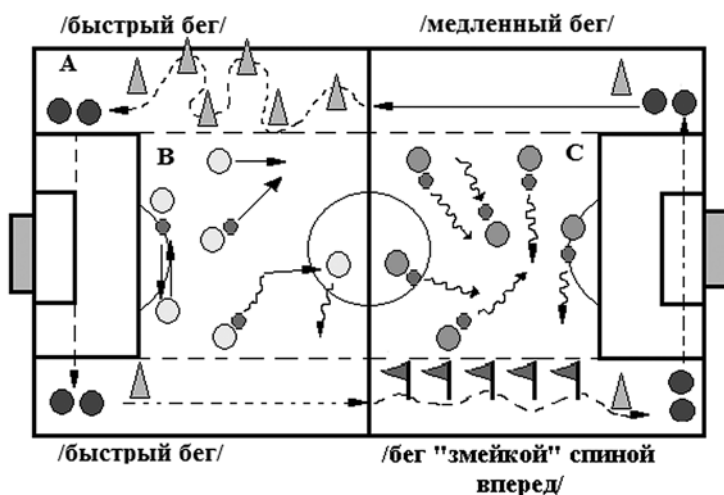 /быстрый бег/
/медленный бег/
A
B
C
/быстрый бег/
/бег "змейкой" спиной
вперед/